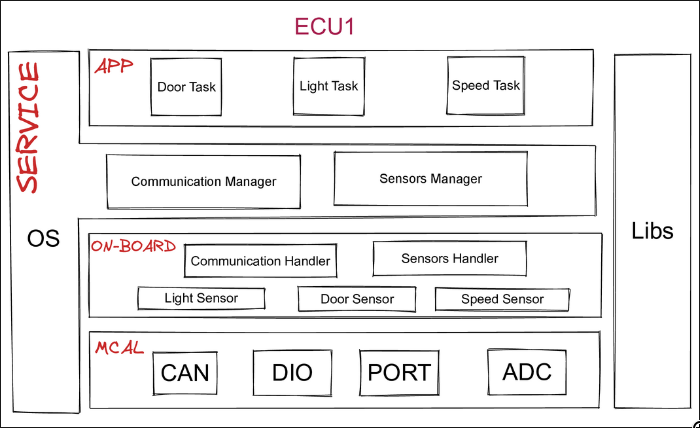 ECU1
SERVICE
APP
Door Task
Light Task
Speed Task
Communication Manager
Sensors Manager
OS
Libs
ON-BOARD
Communication Handler
Sensors Handler
Light Sensor
Door Sensor
Speed Sensor
MCAL
CAN
DIO
PORT
ADC